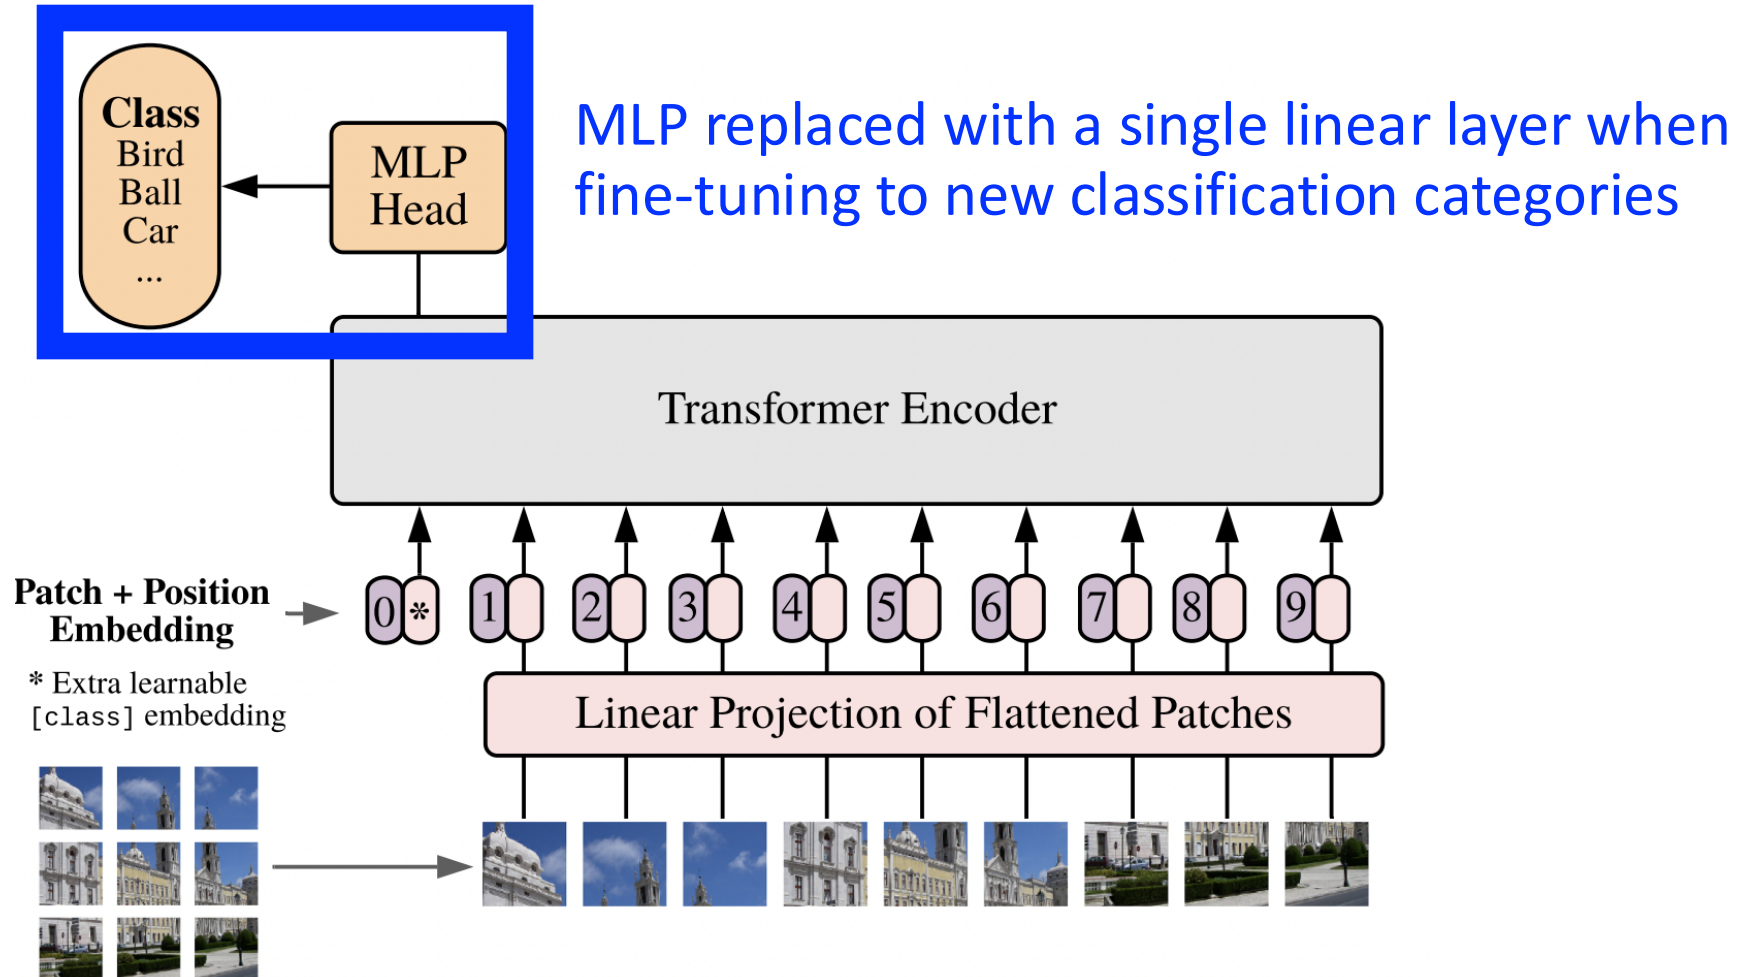 Class
Bird
Ball
Car
...
MLP
Head
MLP replaced with a single linear layer when
fine-tuning to new classification categories
Transformer Encoder
Patch + Position
Embedding
0 * 1 2 3 4 5 6 7 8 9
* Extra learnable
[class] embedding
Linear Projection of Flattened Patches